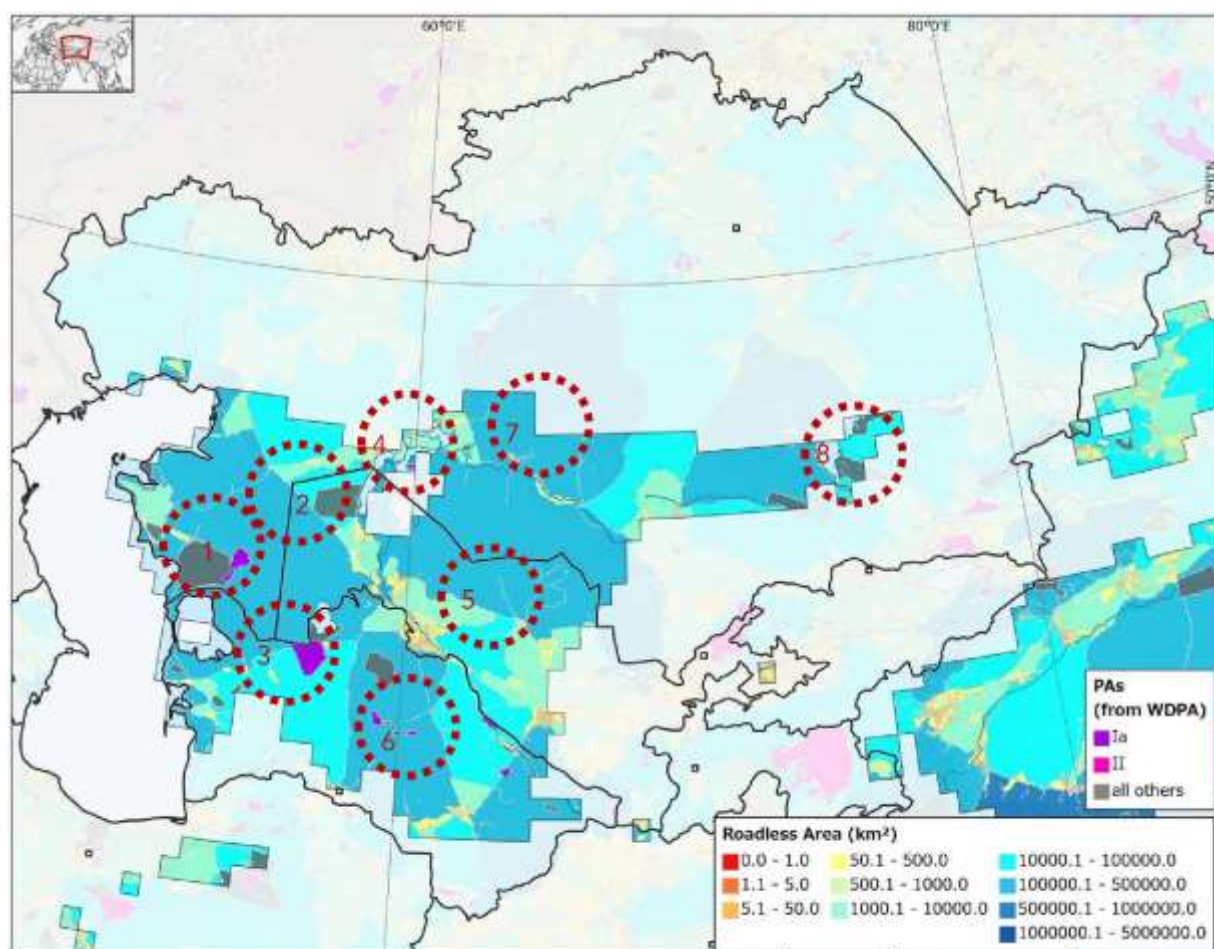 60°0'E
80°0'E
50°0'N
4
7
8
2
1
5
3
6
PAs
(from WDPA)
Ia
II
all others
Roadless Area (km²)
0.0 - 1.0
1.1 - 5.0
5.1 - 50.0
50.1 - 500.0
500.1 - 1000.0
1000.1 - 10000.0
10000.1 - 100000.0
100000.1 - 500000.0
500000.1 - 1000000.0
1000000.1 - 5000000.0